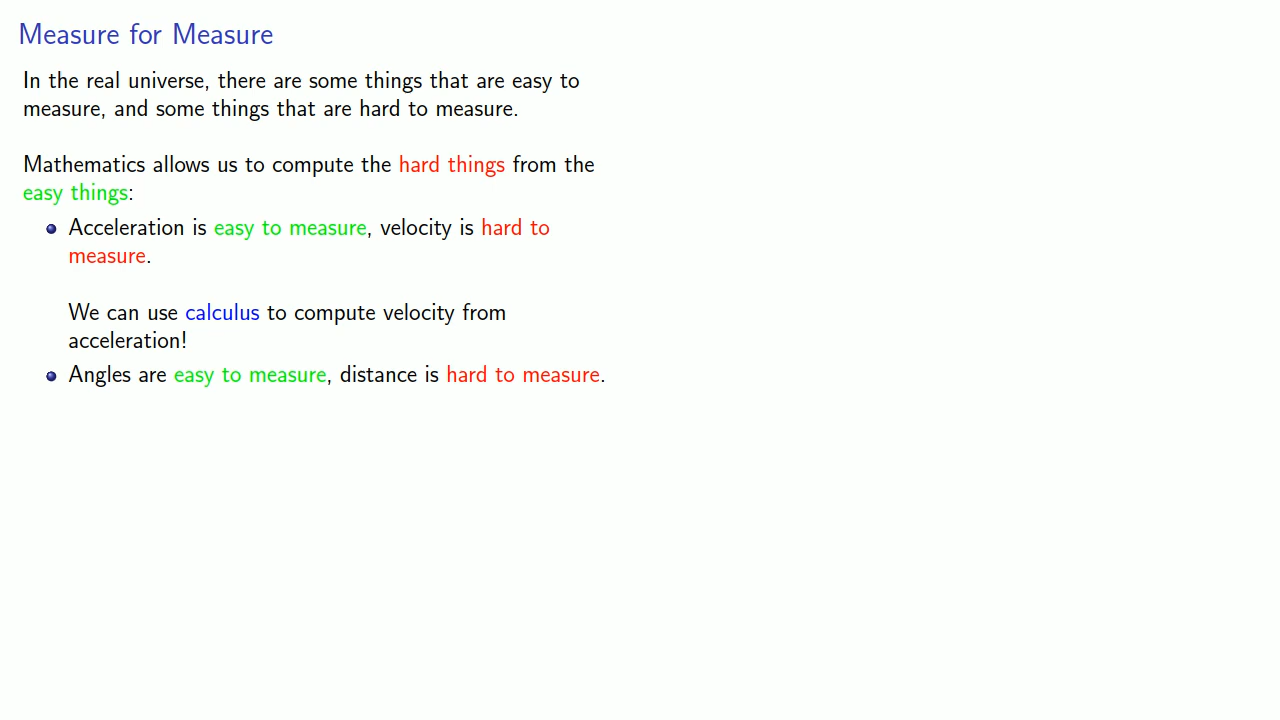 Measure for Measure
In the real universe, there are some things that are easy to
measure, and some things that are hard to measure.
Mathematics allows us to compute the hard things from the
easy things:
Acceleration is easy to measure, velocity is hard to
measure.
We can use calculus to compute velocity from
acceleration!
Angles are easy to measure, distance is hard to measure.